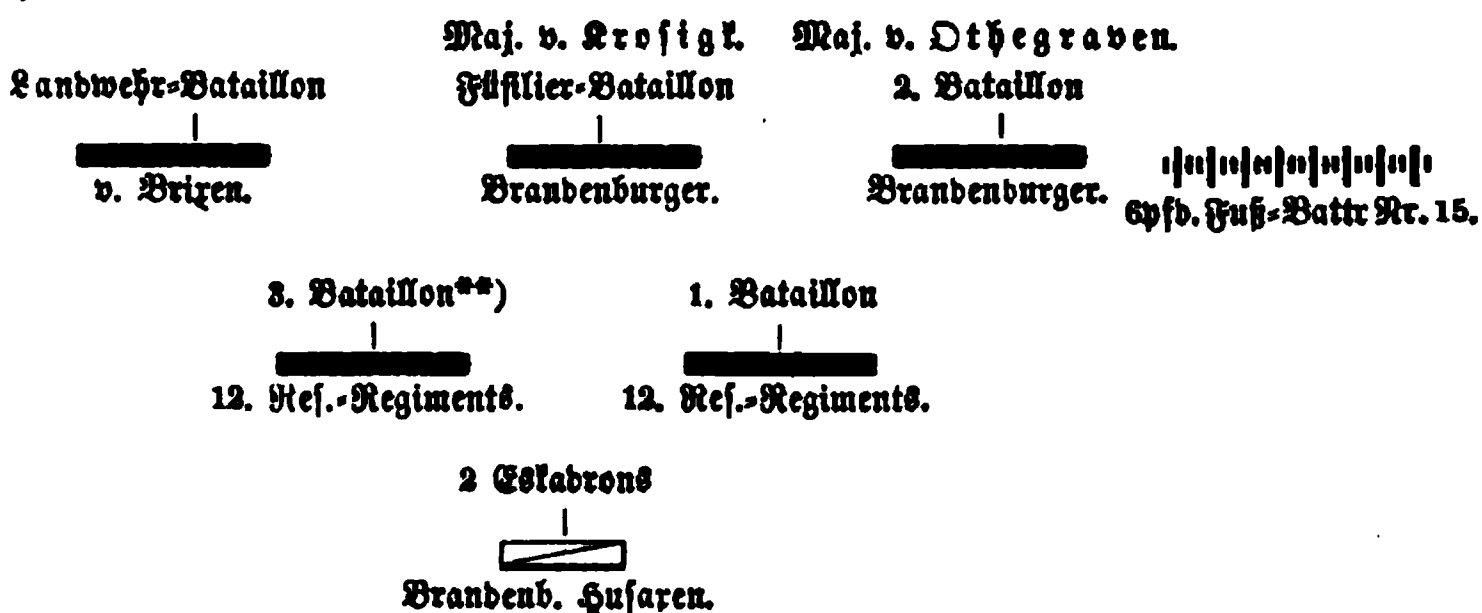 Maj. v. Krosigk. Maj. v. Othegraven.
Landwehr-Bataillon Füsilier-Bataillon 2. Bataillon
v. Brixen. Brandenburger. Brandenburger.
6pfd. Fuß-Battr Nr. 15.
3. Bataillon**) 1. Bataillon
12. Res.-Regiments. 12. Res.-Regiments.
2 Eskadrons
Brandenb. Husaren.